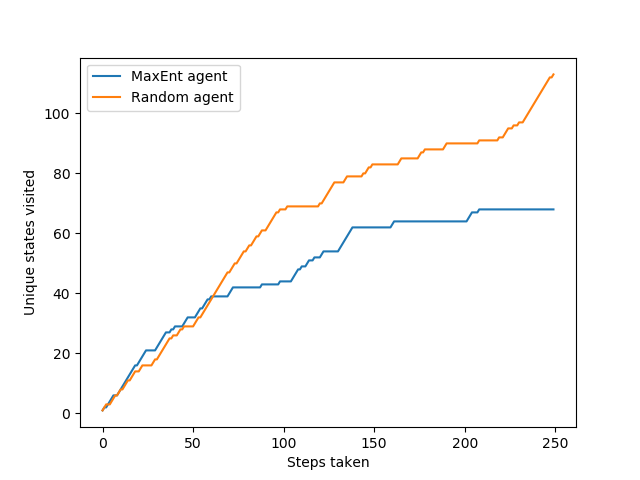 MaxEnt agent
Random agent
100
80
60
40
20
0
Unique states visited
0 50 100 150 200 250
Steps taken